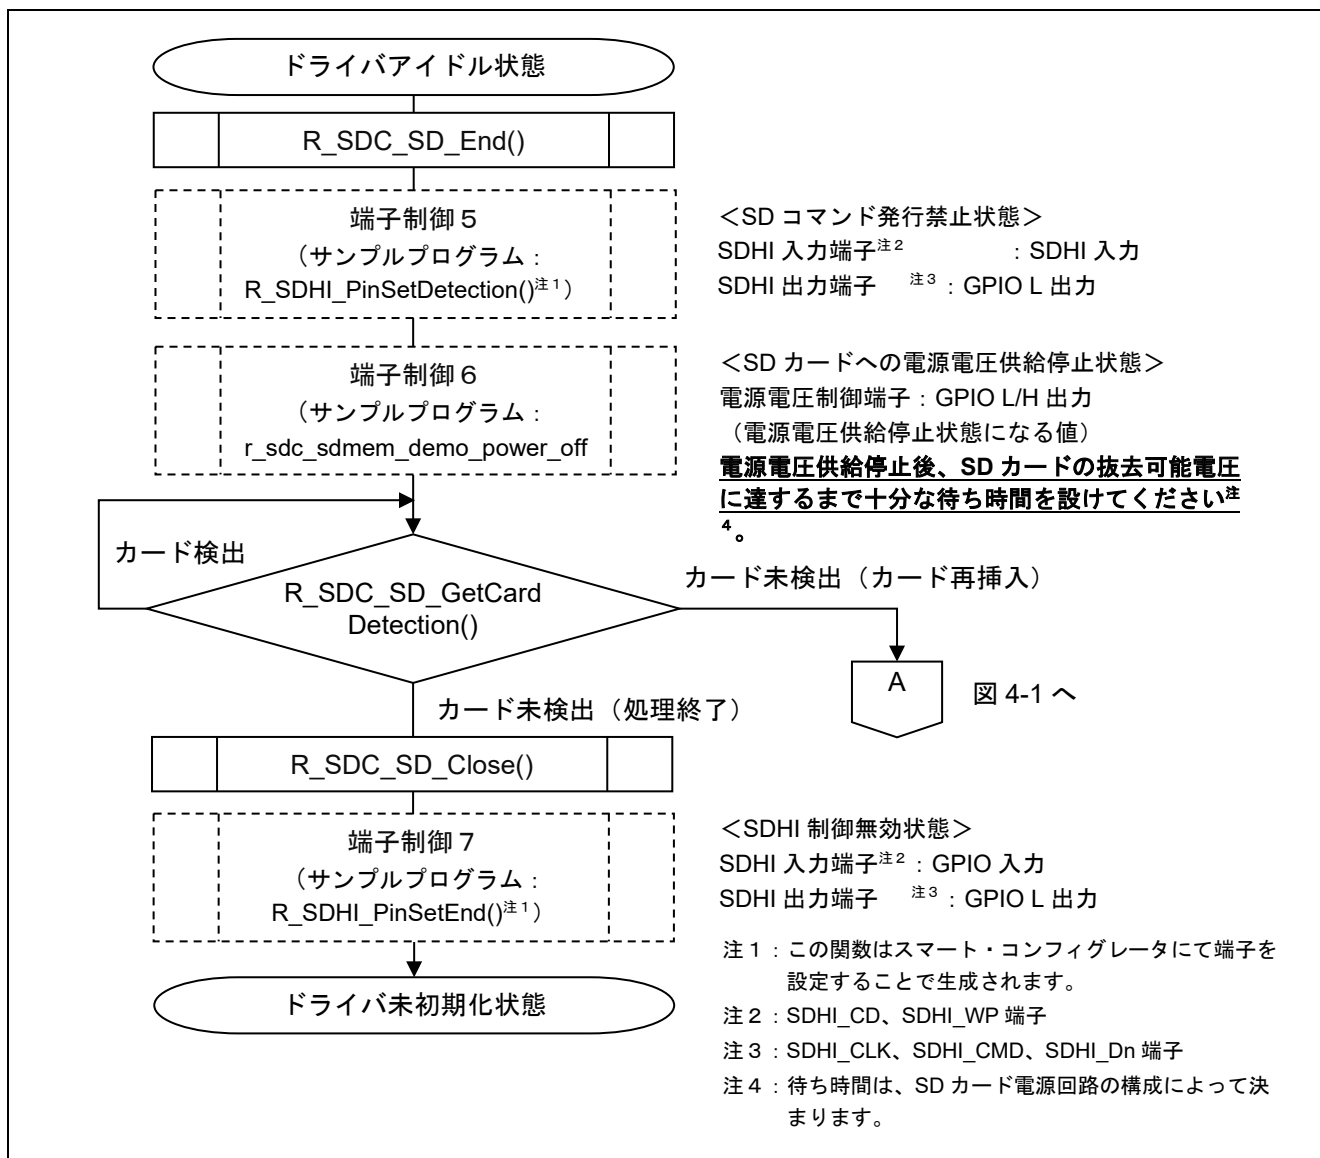 ドライバアイドル状態
R_SDC_SD_End()
端子制御５
（サンプルプログラム：
R_SDHI_PinSetDetection()注１）
＜SD コマンド発行禁止状態＞
SDHI 入力端子注２ ：SDHI 入力
SDHI 出力端子 注３：GPIO L 出力
端子制御６
（サンプルプログラム：
r_sdc_sdmem_demo_power_off
＜SD カードへの電源電圧供給停止状態＞
電源電圧制御端子：GPIO L/H 出力
（電源電圧供給停止状態になる値）
電源電圧供給停止後、SD カードの抜去可能電圧
に達するまで十分な待ち時間を設けてください注
４。
カード検出
R_SDC_SD_GetCard
Detection()
カード未検出（カード再挿入）
A
図 4-1 へ
カード未検出（処理終了）
R_SDC_SD_Close()
端子制御７
（サンプルプログラム：
R_SDHI_PinSetEnd()注１）
＜SDHI 制御無効状態＞
SDHI 入力端子注２：GPIO 入力
SDHI 出力端子 注３：GPIO L 出力
ドライバ未初期化状態
注１：この関数はスマート・コンフィグレータにて端子を
設定することで生成されます。
注２：SDHI_CD、SDHI_WP 端子
注３：SDHI_CLK、SDHI_CMD、SDHI_Dn 端子
注４：待ち時間は、SD カード電源回路の構成によって決
まります。